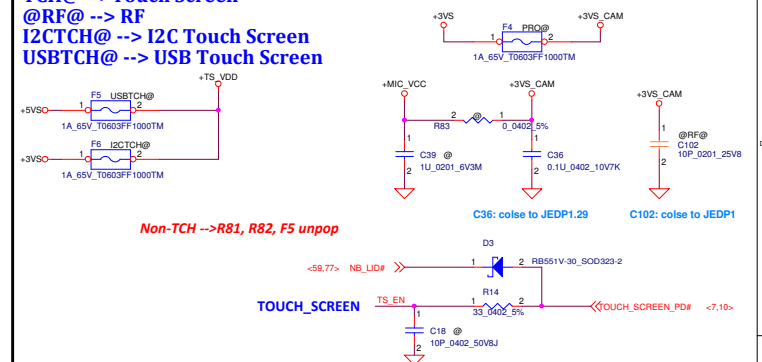 @RF@ --> RF
I2CTCH@ --> I2C Touch Screen
USBTCH@ --> USB Touch Screen
+3VS
F4 PRO@
1 2
1A_65V_T0603FF1000TM
+3VS_CAM
+TS_VDD
+5VS
F5 USBTCH@
1 2
1A_65V_T0603FF1000TM
+3VS
F6 I2CTCH@
1 2
1A_65V_T0603FF1000TM
+MIC_VCC
+3VS_CAM
2 @ 1
R83 0_0402_5%
1
C39 @
1U_0201_6V3M
2
1
C36
0.1U_0402_10V7K
2
+3VS_CAM
1
@RF@
C102
10P_0201_25V8
2
C36: colse to JEDP1.29
C102: colse to JEDP1
Non-TCH -->R81, R82, F5 unpop
<59,77> NB_LID#
D3
1 2
RB551V-30_SOD323-2
TOUCH_SCREEN
TS_EN
R14
1 2
33_0402_5%
TOUCH_SCREEN_PD# <7,10>
1
C18 @
10P_0402_50V8J
2